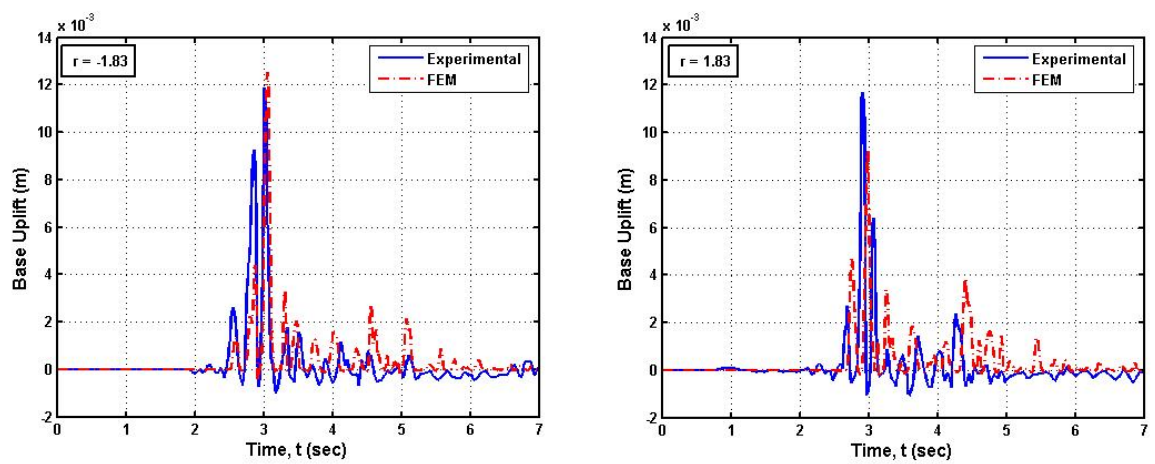 x 10⁻³
14
12
10
8
6
4
2
0
-2
Base Uplift (m)
r = -1.83
Experimental
FEM
0 1 2 3 4 5 6 7
Time, t (sec)
x 10⁻³
14
12
10
8
6
4
2
0
-2
Base Uplift (m)
r = 1.83
Experimental
FEM
0 1 2 3 4 5 6 7
Time, t (sec)